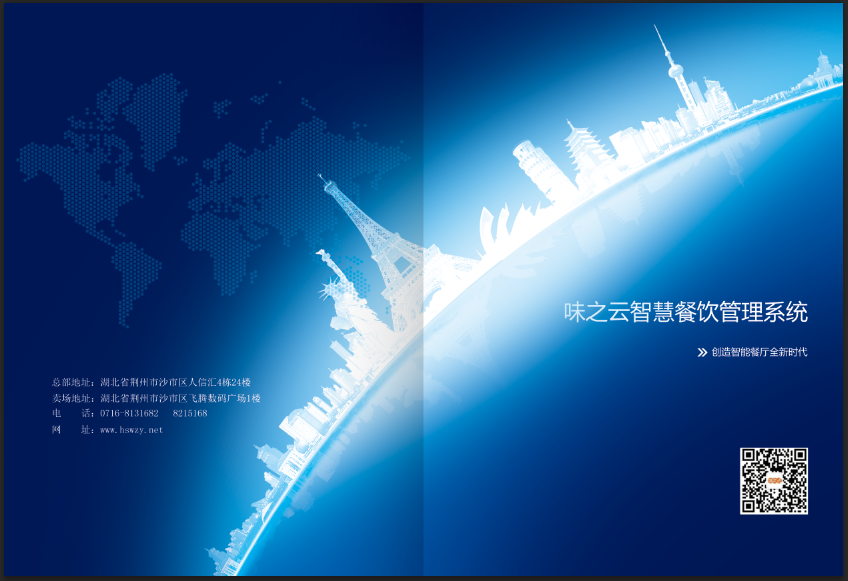 味之云智慧餐饮管理系统
创造智能餐厅全新时代
总部地址：湖北省荆州市沙市区人信汇4栋24楼
卖场地址：湖北省荆州市沙市区飞腾数码广场1楼
电　　话：0716-8131682　8215168
网　　址：www.hswzy.net